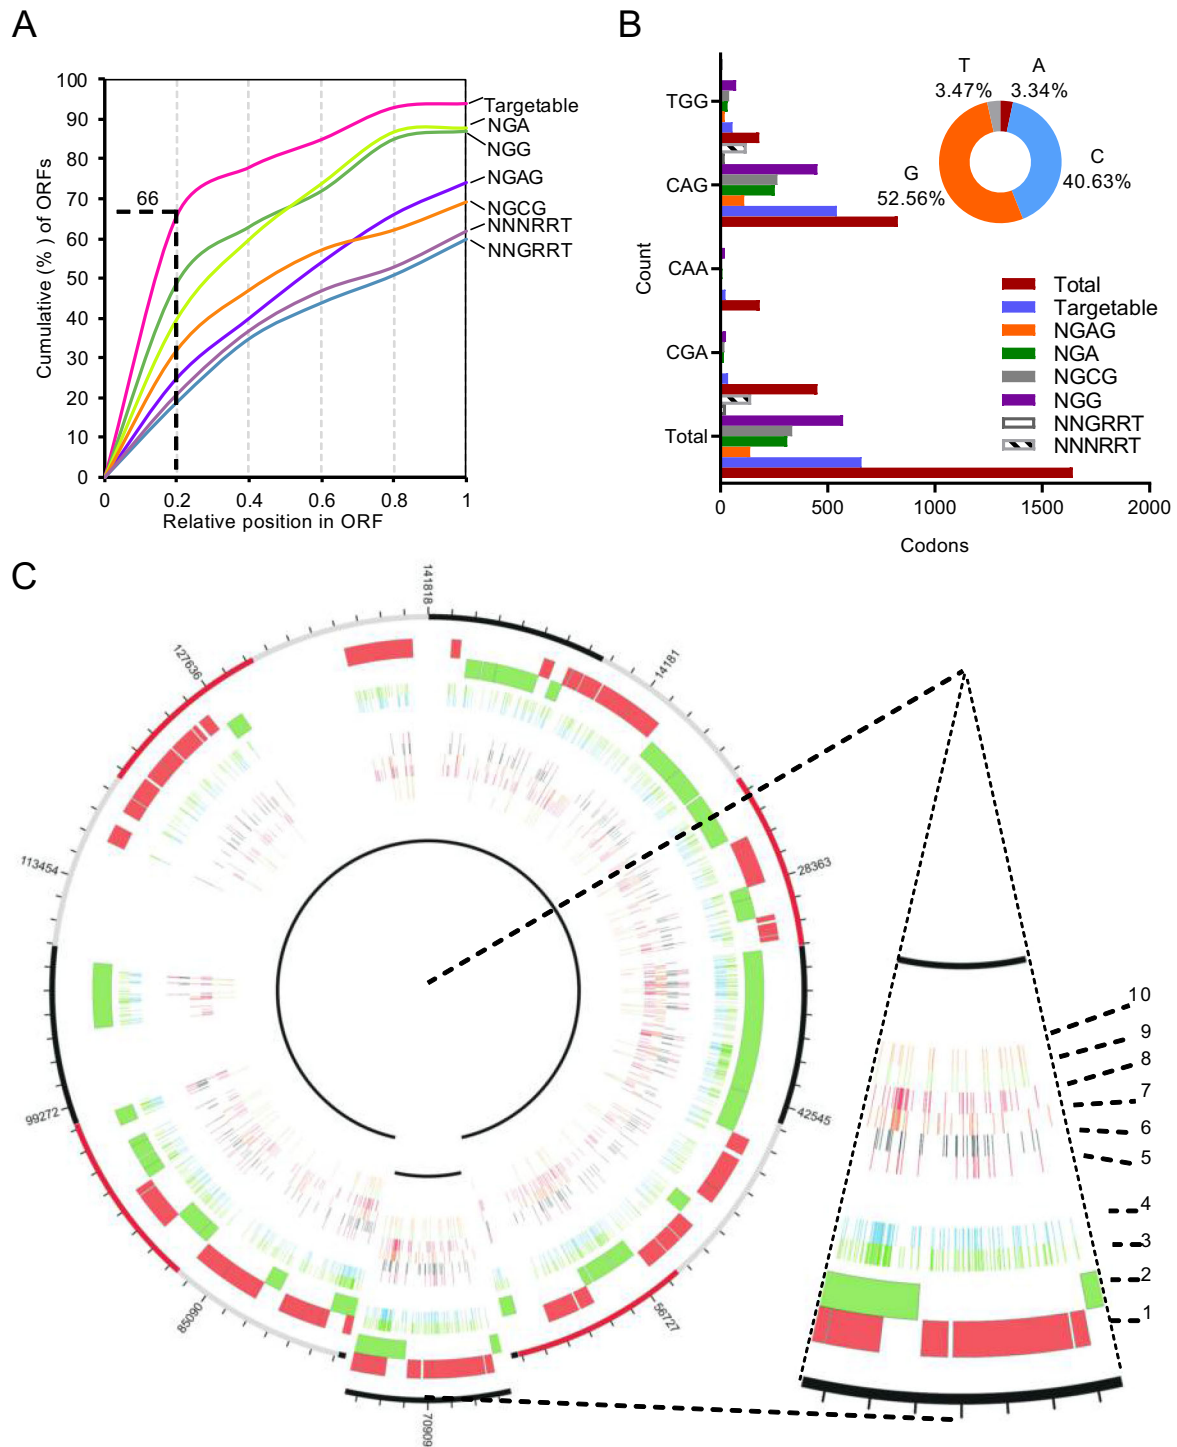 A
100
90
80
70
60
50
40
30
20
10
0
Cumulative (% ) of ORFs
66
Targetable
NGA
NGG
NGAG
NGCG
NNNRRT
NNGRRT
0 0.2 0.4 0.6 0.8 1
Relative position in ORF
B
TGG
CAG
CAA
CGA
Total
Count
0 500 1000 1500 2000
Codons
T
3.47%
A
3.34%
C
40.63%
G
52.56%
Total
Targetable
NGAG
NGA
NGCG
NGG
NNGRRT
NNNRRT
C
141818
14181
28363
42545
56727
70909
85090
99272
113454
127636
10
9
8
7
6
5
4
3
2
1